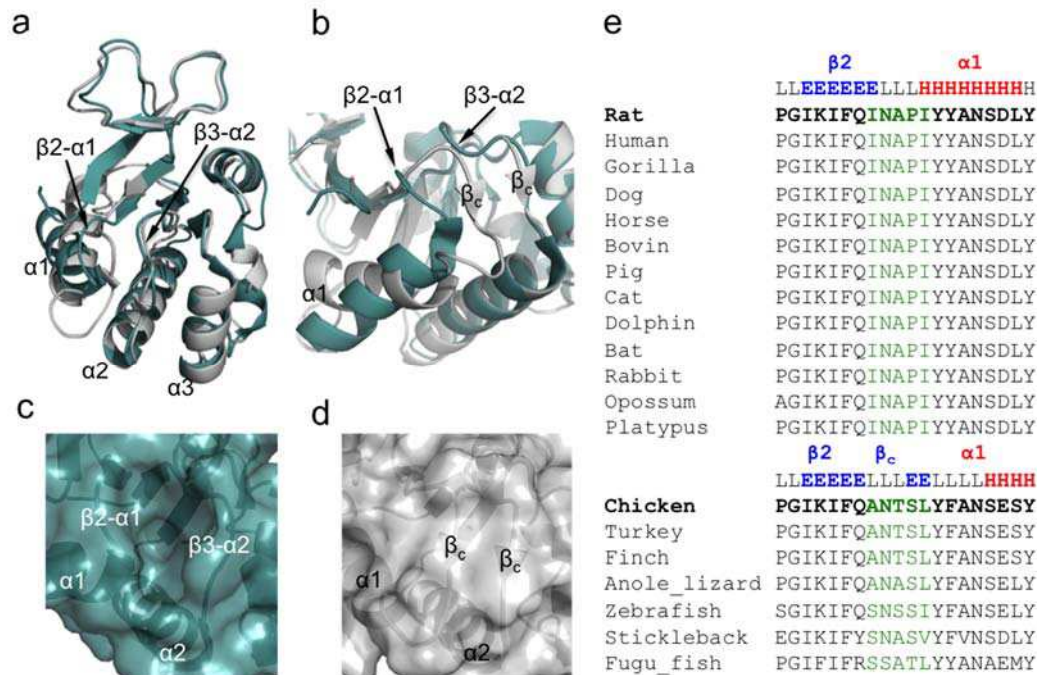 a
β2-α1
β3-α2
α1
α2
α3
b
β2-α1
β3-α2
βc
βc
α1
c
β2-α1
β3-α2
α1
α2
d
βc
βc
α1
α2
e
β2 α1
LLEEEEEELLLHHHHHHHHH
Rat PGIKIFQINAPIYYANSDLY
Human PGIKIFQINAPIYYANSDLY
Gorilla PGIKIFQINAPIYYANSDLY
Dog PGIKIFQINAPIYYANSDLY
Horse PGIKIFQINAPIYYANSDLY
Bovin PGIKIFQINAPIYYANSDLY
Pig PGIKIFQINAPIYYANSDLY
Cat PGIKIFQINAPIYYANSDLY
Dolphin PGIKIFQINAPIYYANSDLY
Bat PGIKIFQINAPIYYANSDLY
Rabbit PGIKIFQINAPIYYANSDLY
Opossum AGIKIFQINAPIYYANSDLY
Platypus PGIKIFQINAPIYYANSDLY
β2 βc α1
LLEEEEELLLEELLLLHHHH
Chicken PGIKIFQANTSLYFANSESY
Turkey PGIKIFQANTSLYFANSESY
Finch PGIKIFQANTSLYFANSESY
Anole_lizard PGIKIFQANASLYFANSELY
Zebrafish SGIKIFQSNSSIYFANSELY
Stickleback EGIKIFYSNASVYFVNSDLY
Fugu_fish PGIFIFRSSATLYYANAEMY